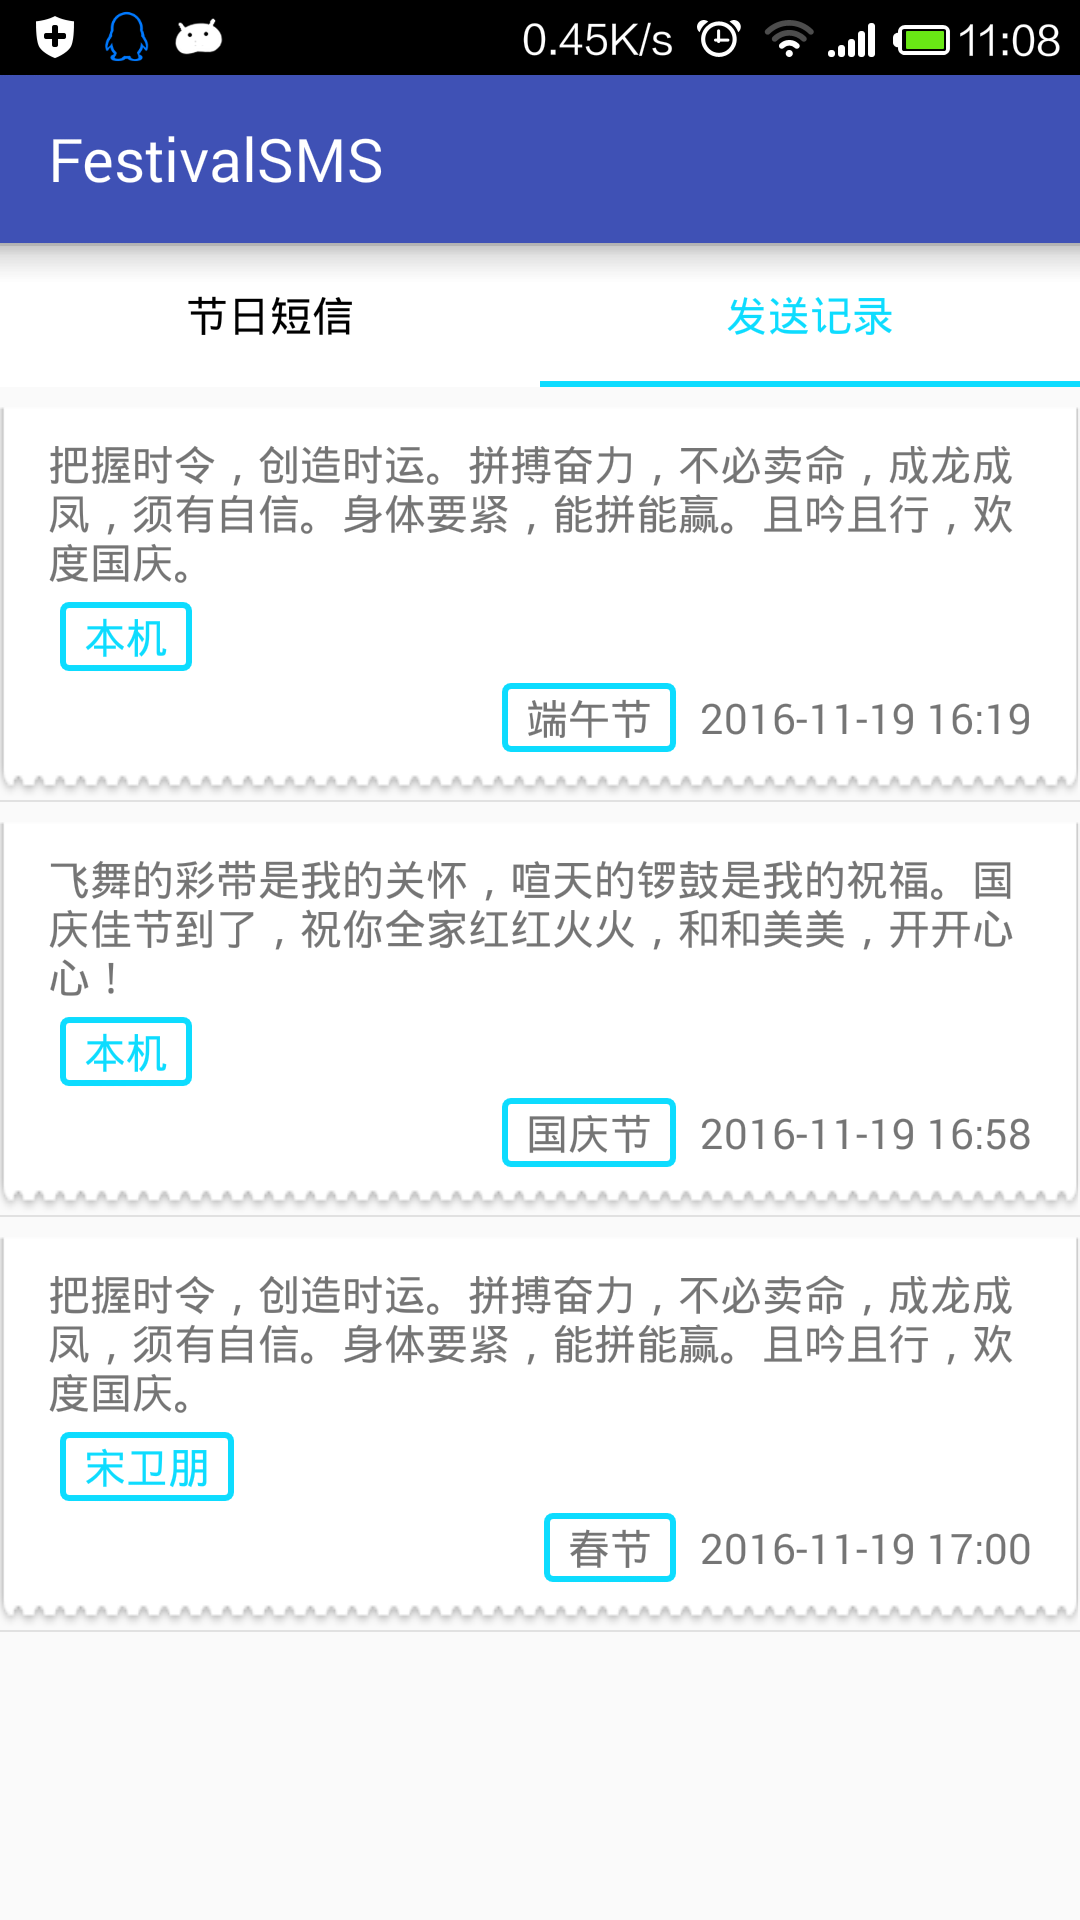 0.45K/s 11:08
FestivalSMS
节日短信 发送记录
把握时令，创造时运。拼搏奋力，不必卖命，成龙成
凤，须有自信。身体要紧，能拼能赢。且吟且行，欢
度国庆。
本机
端午节 2016-11-19 16:19
飞舞的彩带是我的关怀，喧天的锣鼓是我的祝福。国
庆佳节到了，祝你全家红红火火，和和美美，开开心
心！
本机
国庆节 2016-11-19 16:58
把握时令，创造时运。拼搏奋力，不必卖命，成龙成
凤，须有自信。身体要紧，能拼能赢。且吟且行，欢
度国庆。
宋卫朋
春节 2016-11-19 17:00